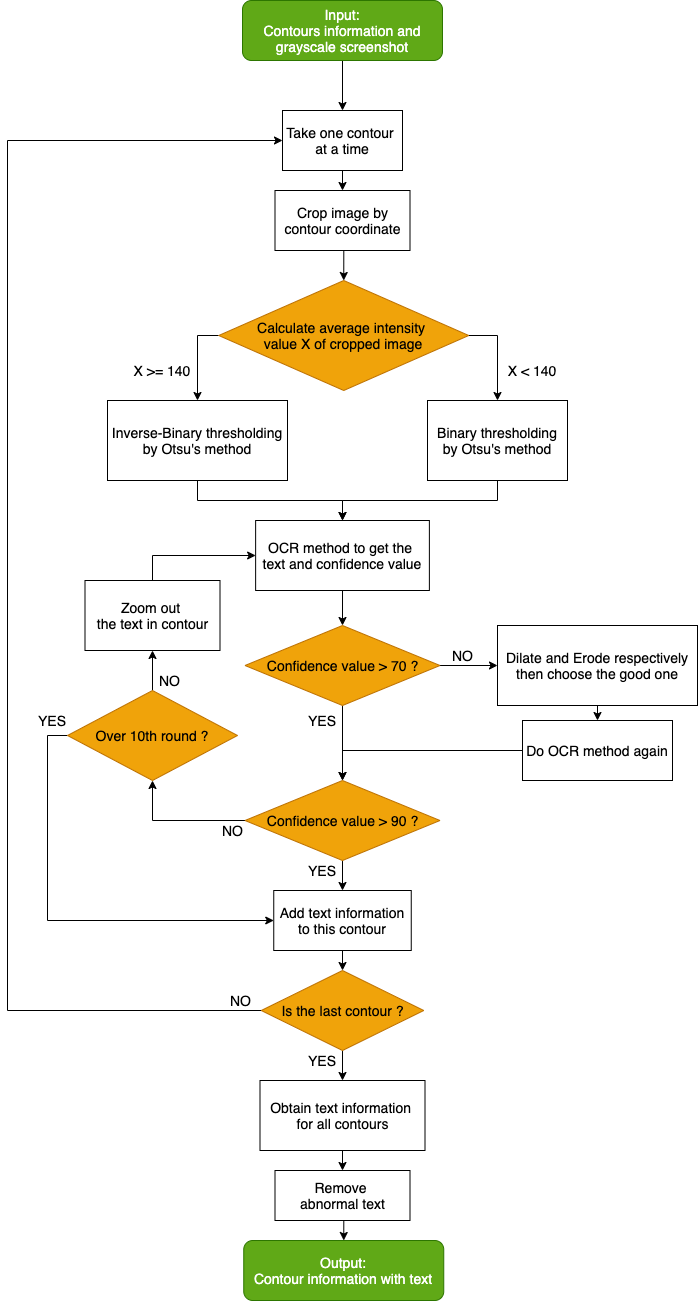 Input:
Contours information and
grayscale screenshot
Take one contour
at a time
Crop image by
contour coordinate
Calculate average intensity
value X of cropped image
X >= 140
X < 140
Inverse-Binary thresholding
by Otsu's method
Binary thresholding
by Otsu's method
OCR method to get the
text and confidence value
Zoom out
the text in contour
Confidence value > 70 ?
NO
Dilate and Erode respectively
then choose the good one
NO
YES
YES
Over 10th round ?
Do OCR method again
Confidence value > 90 ?
NO
YES
Add text information
to this contour
NO
Is the last contour ?
YES
Obtain text information
for all contours
Remove
abnormal text
Output:
Contour information with text